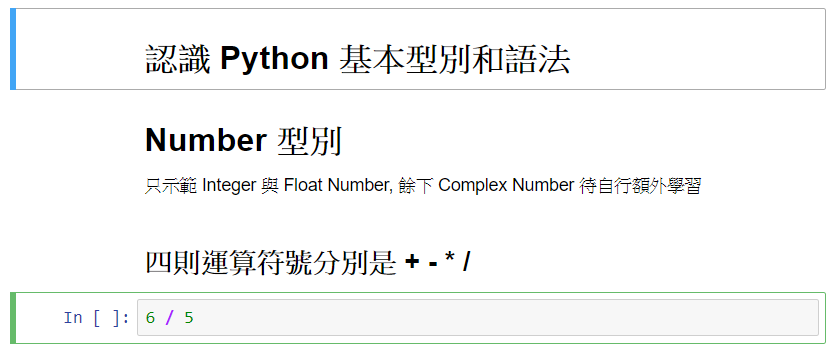 認識 Python 基本型別和語法
Number 型別
只示範 Integer 與 Float Number, 餘下 Complex Number 待自行額外學習
四則運算符號分別是 + - * /
In [ ]: 6 / 5